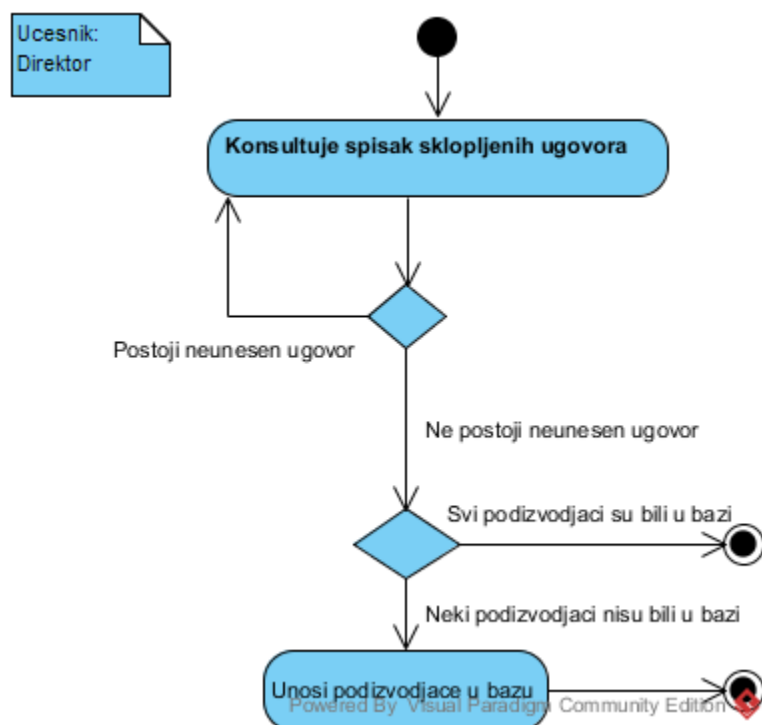 Ucesnik:
Direktor
Konsultuje spisak sklopljenih ugovora
Postoji neunesen ugovor
Ne postoji neunesen ugovor
Svi podizvodjaci su bili u bazi
Neki podizvodjaci nisu bili u bazi
Unosi podizvodjace u bazu
Powered By Visual Paradigm Community Edition